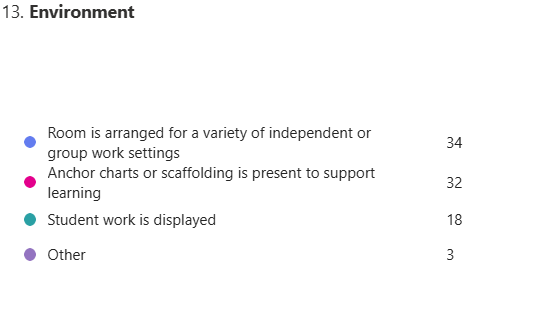 13. Environment
Room is arranged for a variety of independent or
group work settings
34
Anchor charts or scaffolding is present to support
learning
32
Student work is displayed
18
Other
3